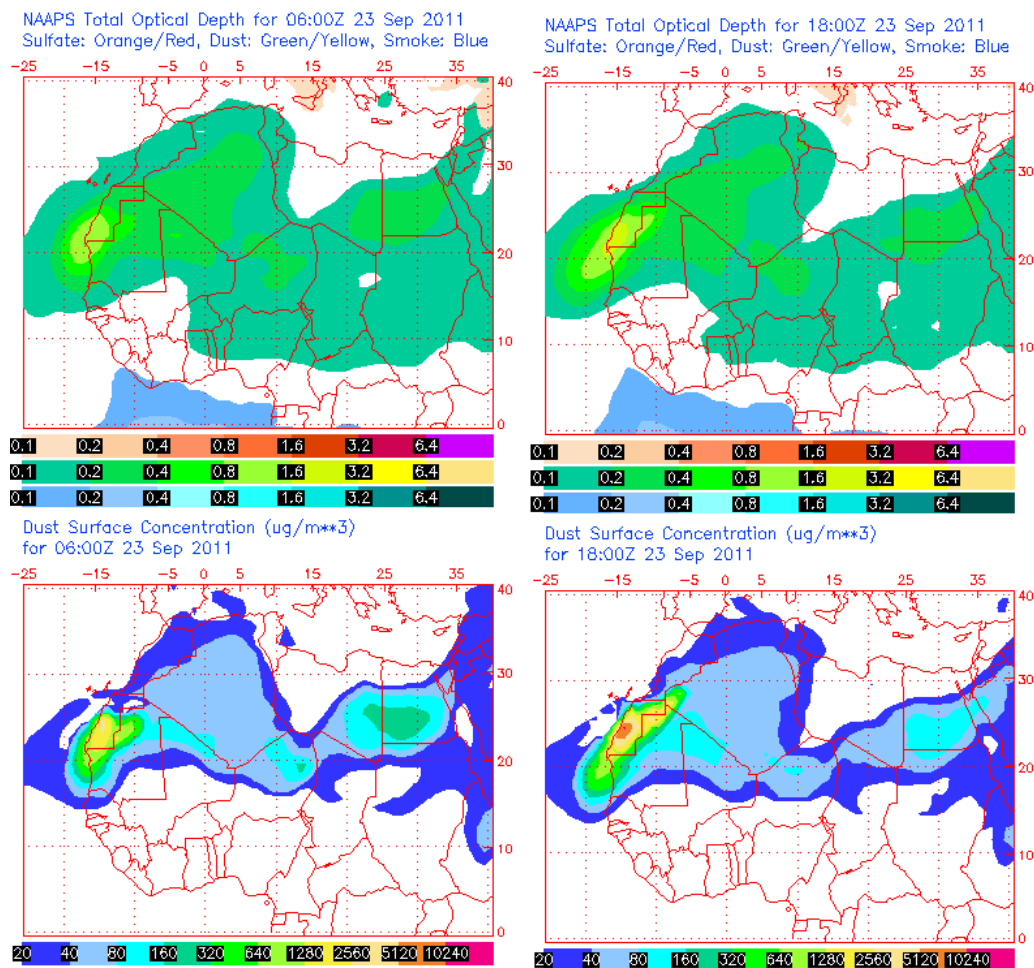 NAAPS Total Optical Depth for 06:00Z 23 Sep 2011
Sulfate: Orange/Red, Dust: Green/Yellow, Smoke: Blue
-25 -15 -5 0 5 15 25 35
40
30
20
10
0
0.1 0.2 0.4 0.8 1.6 3.2 6.4
0.1 0.2 0.4 0.8 1.6 3.2 6.4
0.1 0.2 0.4 0.8 1.6 3.2 6.4
NAAPS Total Optical Depth for 18:00Z 23 Sep 2011
Sulfate: Orange/Red, Dust: Green/Yellow, Smoke: Blue
-25 -15 -5 0 5 15 25 35
40
30
20
10
0
0.1 0.2 0.4 0.8 1.6 3.2 6.4
0.1 0.2 0.4 0.8 1.6 3.2 6.4
0.1 0.2 0.4 0.8 1.6 3.2 6.4
Dust Surface Concentration (ug/m**3)
for 06:00Z 23 Sep 2011
-25 -15 -5 0 5 15 25 35
40
30
20
10
0
20 40 80 160 320 640 1280 2560 5120 10240
Dust Surface Concentration (ug/m**3)
for 18:00Z 23 Sep 2011
-25 -15 -5 0 5 15 25 35
40
30
20
10
0
20 40 80 160 320 640 1280 2560 5120 10240